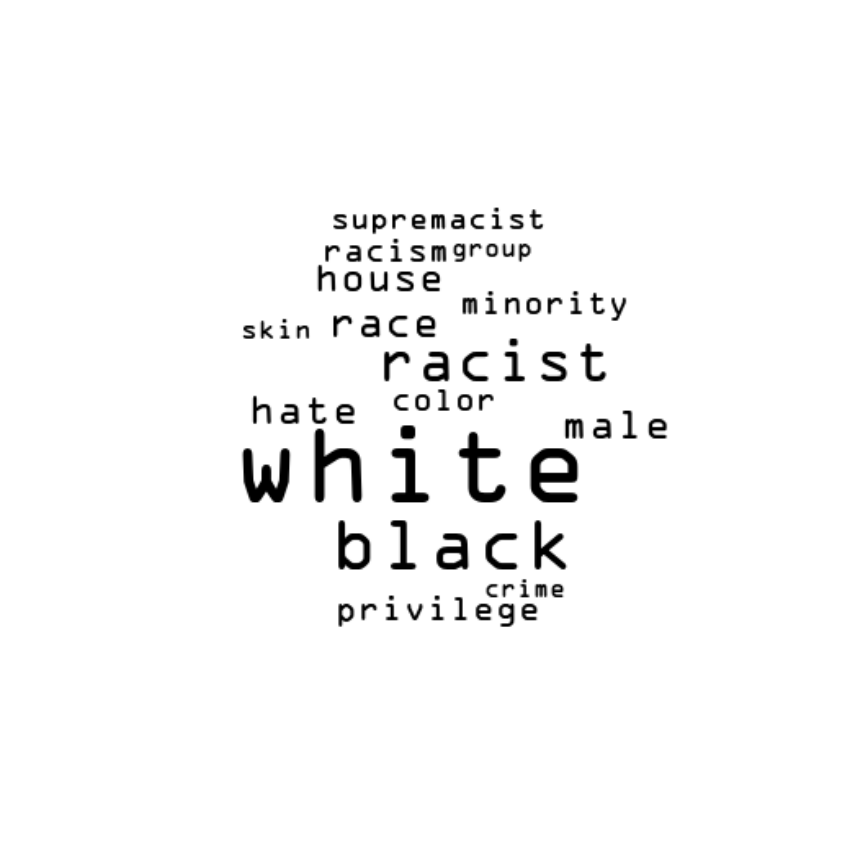 supremacist
racism group
house
minority
skin race
racist
hate color
male
white
black
crime
privilege